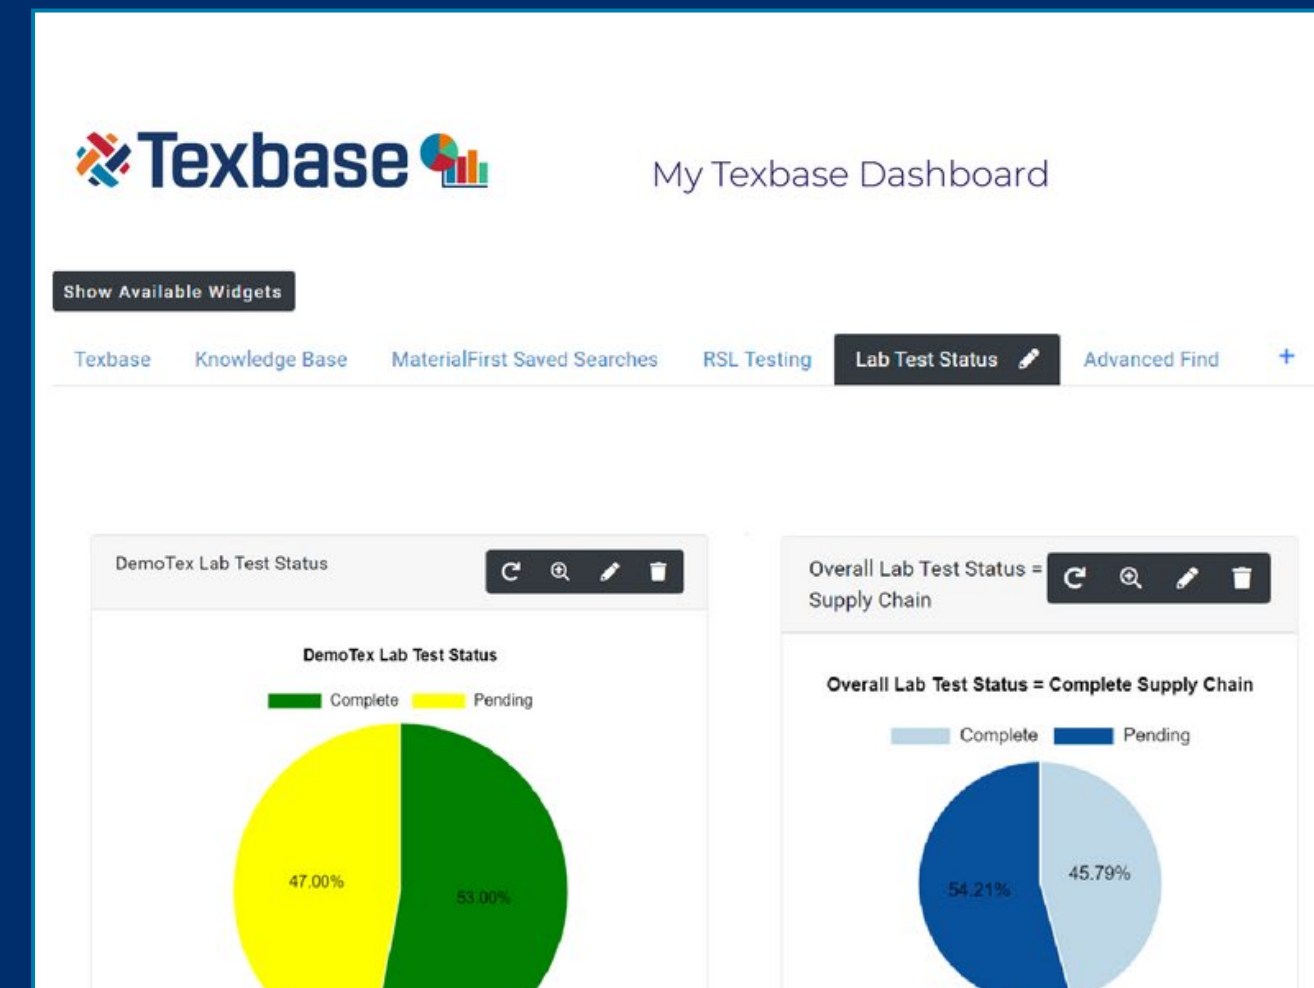 Texbase
My Texbase Dashboard
Show Available Widgets
Texbase Knowledge Base MaterialFirst Saved Searches RSL Testing Lab Test Status Advanced Find +
DemoTex Lab Test Status
DemoTex Lab Test Status
Complete Pending
47.00%
53.00%
Overall Lab Test Status =
Supply Chain
Overall Lab Test Status = Complete Supply Chain
Complete Pending
54.21%
45.79%